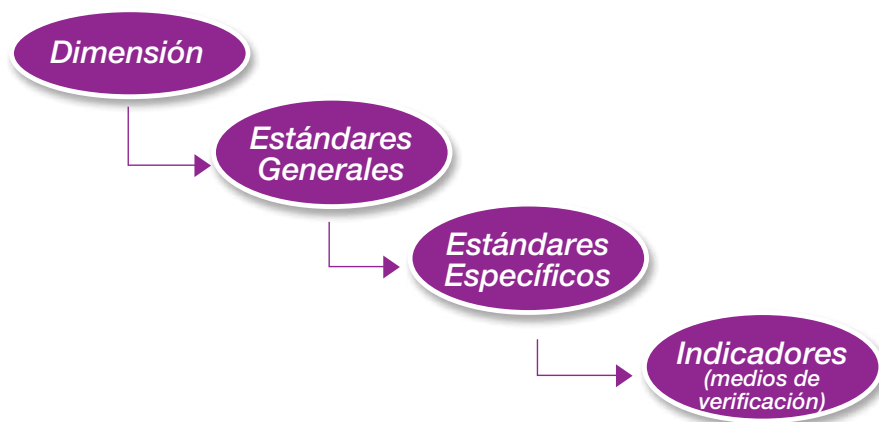 Dimensión
Estándares
Generales
Estándares
Específicos
Indicadores
(medios de
verificación)